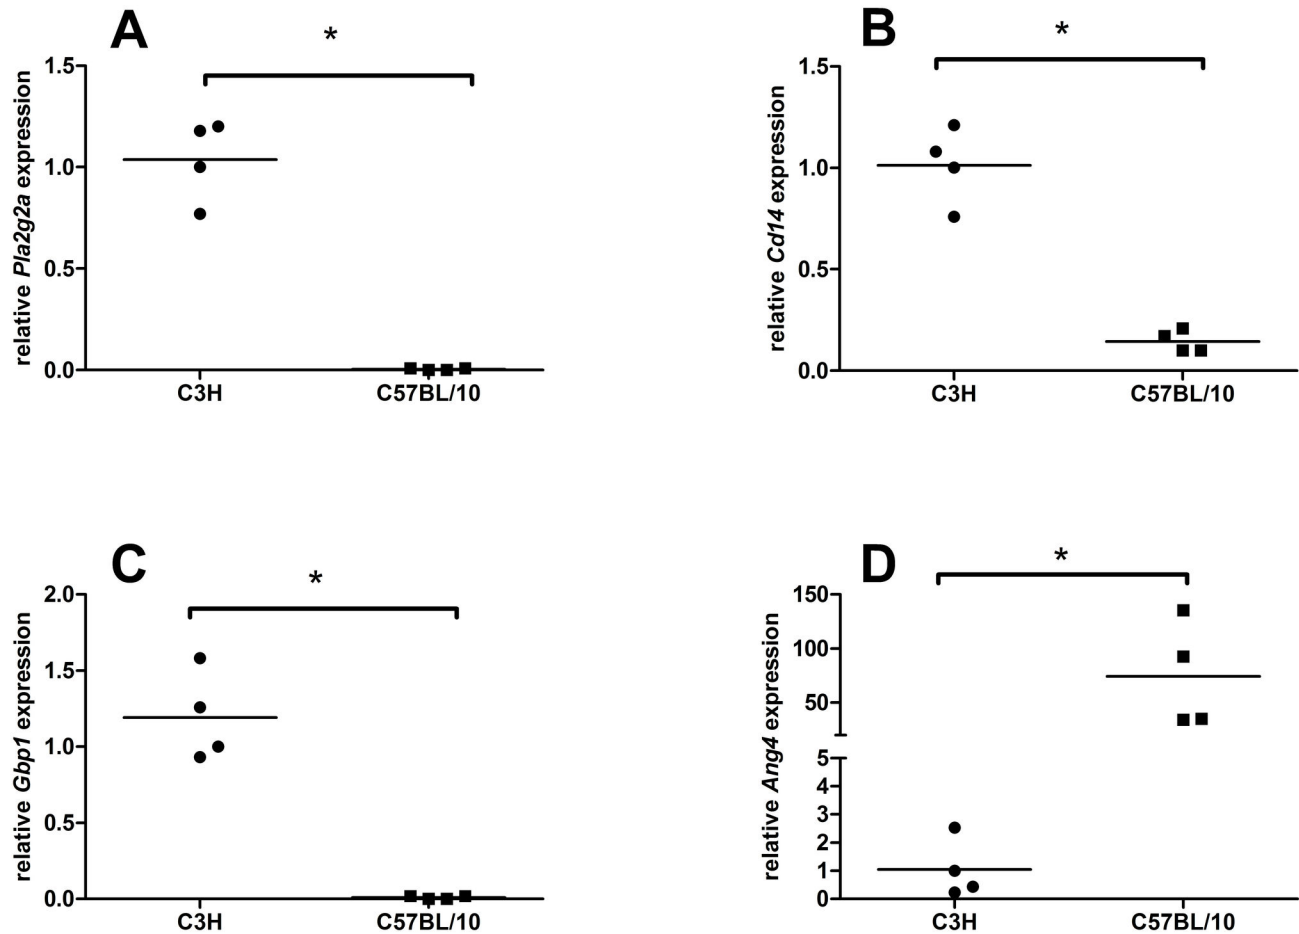 A
*
relative Pla2g2a expression
1.5
1.0
0.5
0.0
C3H
C57BL/10
B
*
relative Cd14 expression
1.5
1.0
0.5
0.0
C3H
C57BL/10
C
*
relative Gbp1 expression
2.0
1.5
1.0
0.5
0.0
C3H
C57BL/10
D
*
relative Ang4 expression
150
100
50
5
4
3
2
1
0
C3H
C57BL/10